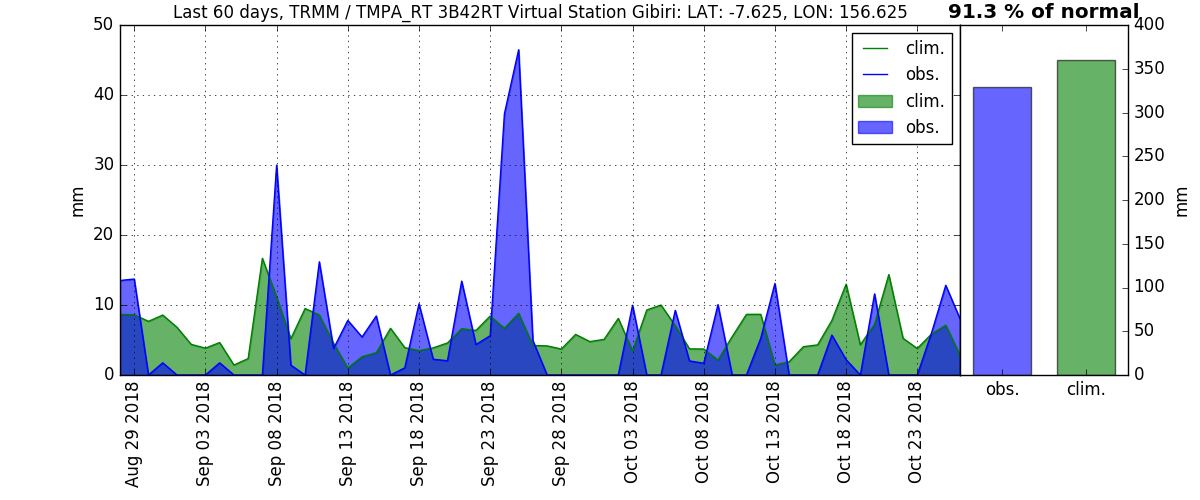 Last 60 days, TRMM / TMPA_RT 3B42RT Virtual Station Gibiri: LAT: -7.625, LON: 156.625
91.3 % of normal
50
40
30
20
10
0
mm
clim.
obs.
clim.
obs.
400
350
300
250
200
150
100
50
0
mm
Aug 29 2018
Sep 03 2018
Sep 08 2018
Sep 13 2018
Sep 18 2018
Sep 23 2018
Sep 28 2018
Oct 03 2018
Oct 08 2018
Oct 13 2018
Oct 18 2018
Oct 23 2018
obs.
clim.